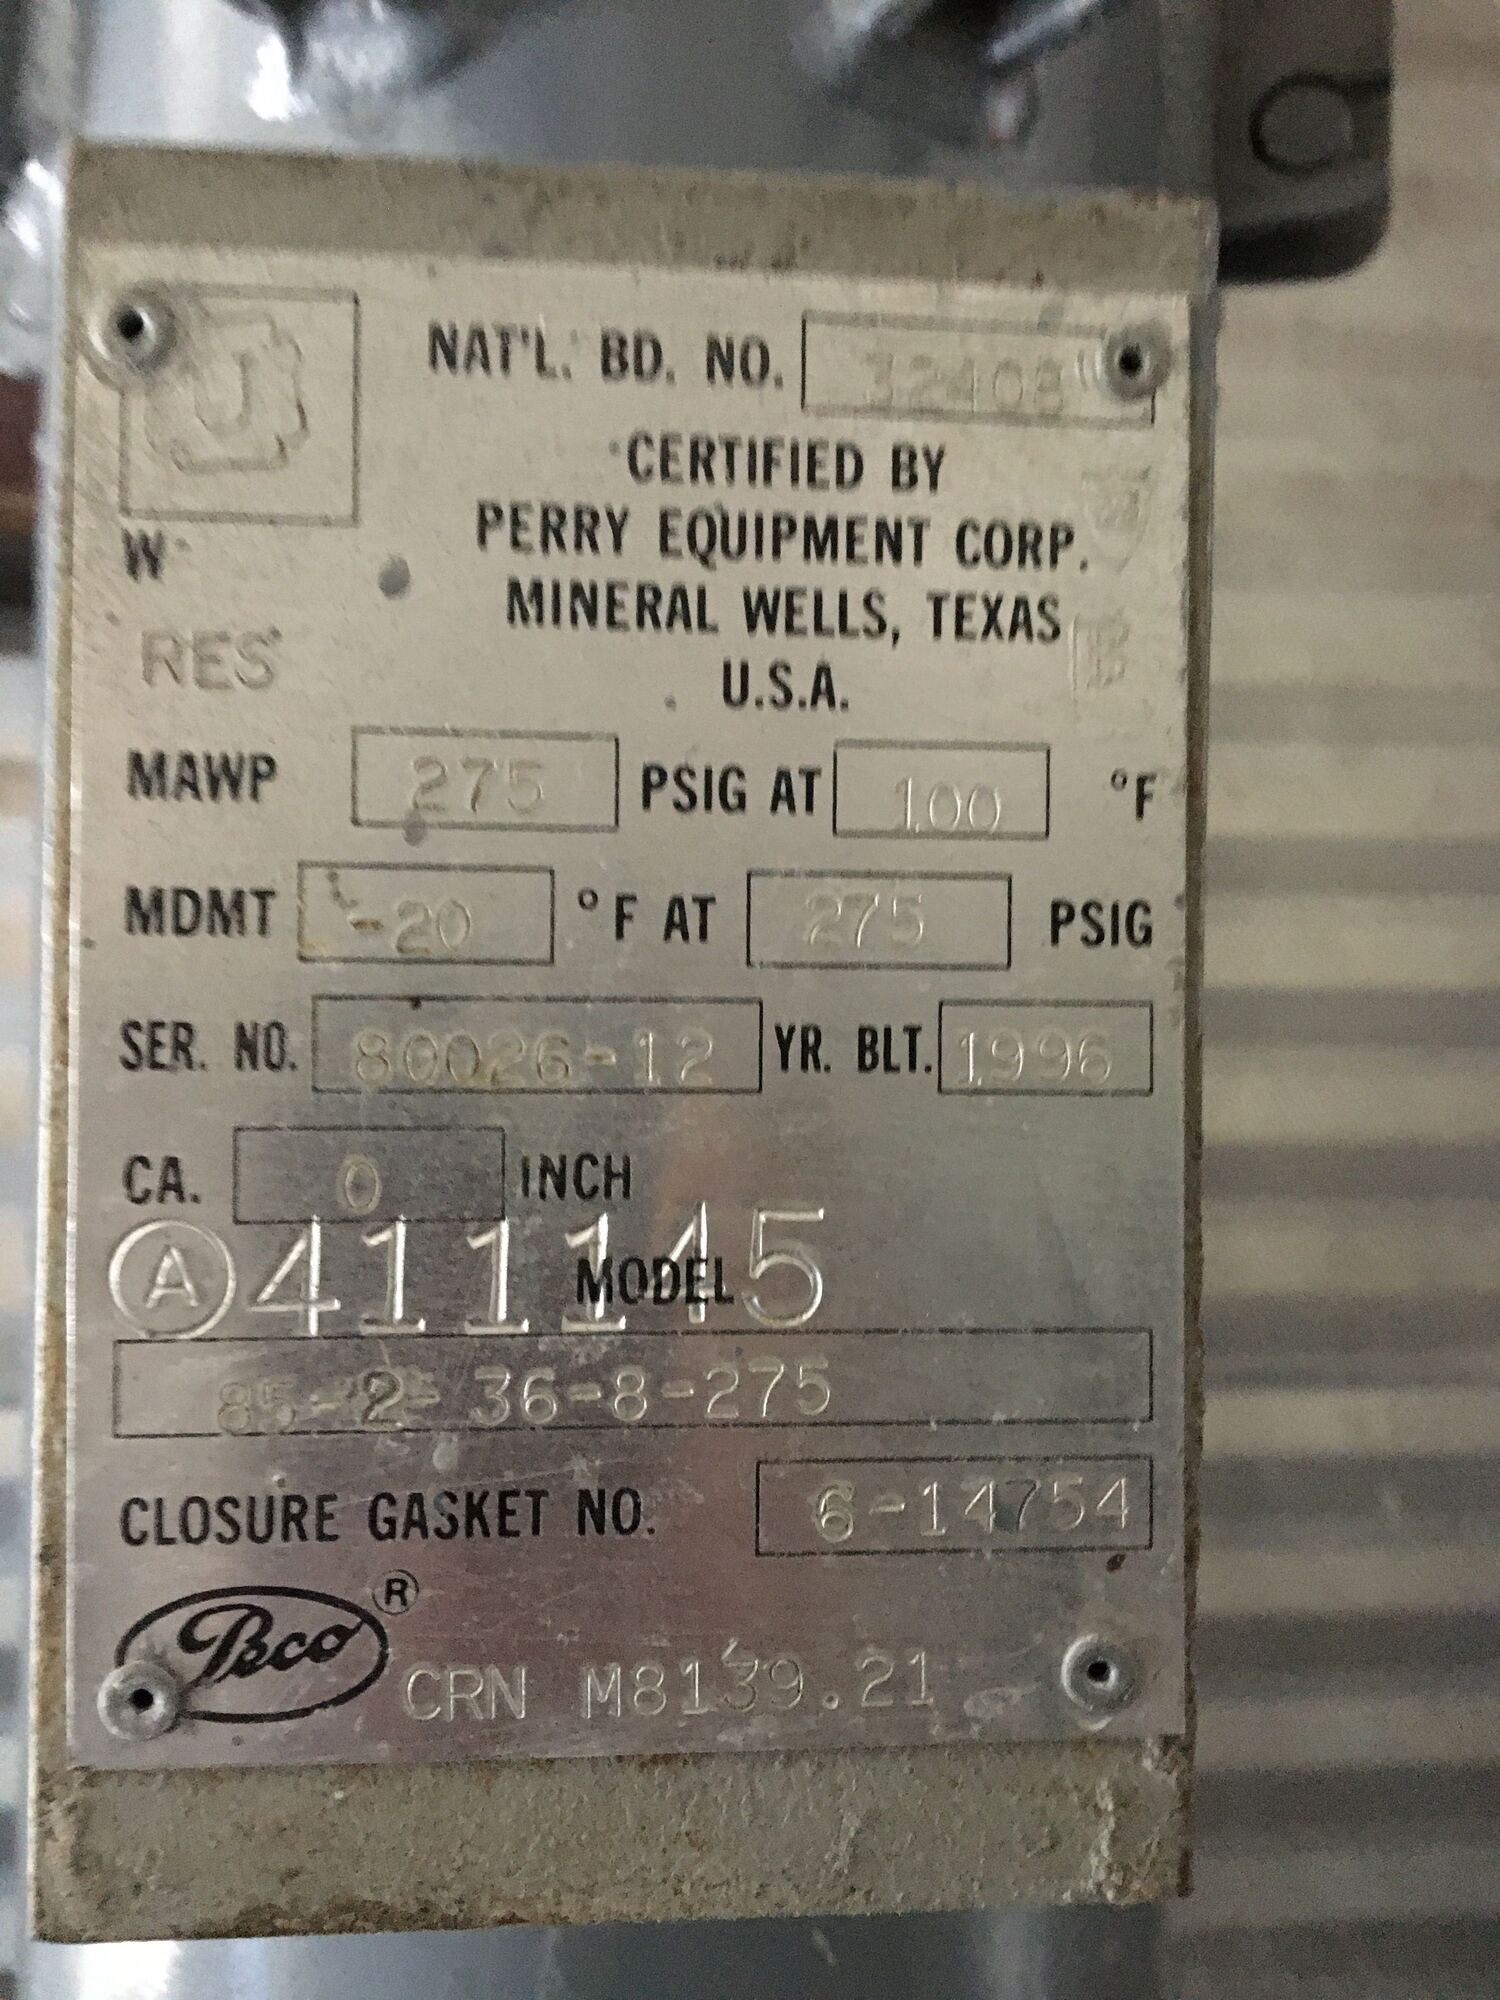 U
NAT'L. BD. NO. 32408
CERTIFIED BY
PERRY EQUIPMENT CORP.
W
MINERAL WELLS, TEXAS
RES
U.S.A.
MAWP 275 PSIG AT 100 °F
MDMT -20 °F AT 275 PSIG
SER. NO. 80026-12 YR. BLT. 1996
CA. 0 INCH
Ⓐ411145
MODEL
85-2-36-8-275
CLOSURE GASKET NO. 6-14754
Peco ®
CRN M8139.21